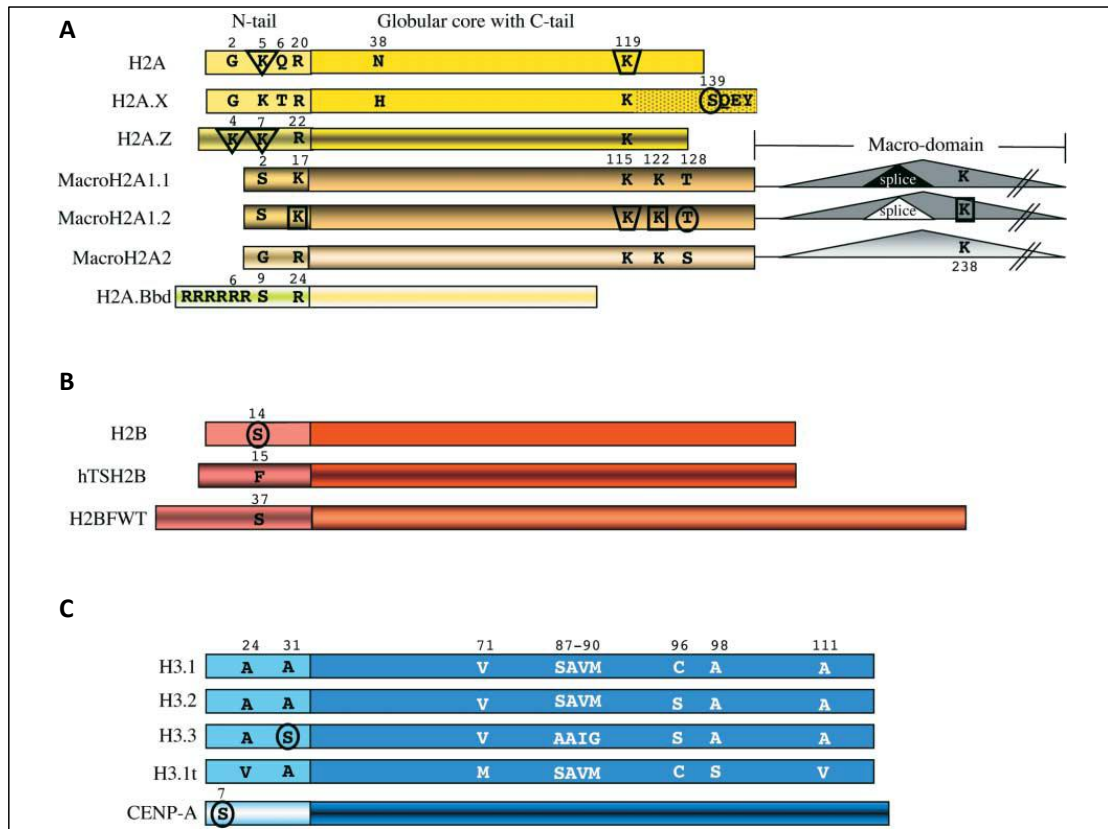 A
N-tail Globular core with C-tail
2 5 6 20 38 119
H2A G K Q R N K
139
H2A.X G K T R H K S QEY
4 7 22
H2A.Z K K R K
Macro-domain
2 17 115 122 128
MacroH2A1.1 S K K K T splice K
MacroH2A1.2 S K K K T splice K
MacroH2A2 G R K K S K
238
6 9 24
H2A.Bbd RRRRRR S R
B
14
H2B S
15
hTSH2B F
37
H2BFWT S
C
24 31 71 87-90 96 98 111
H3.1 A A V SAVM C A A
H3.2 A A V SAVM S A A
H3.3 A S V AAIG S A A
H3.1t V A M SAVM C S V
7
CENP-A S